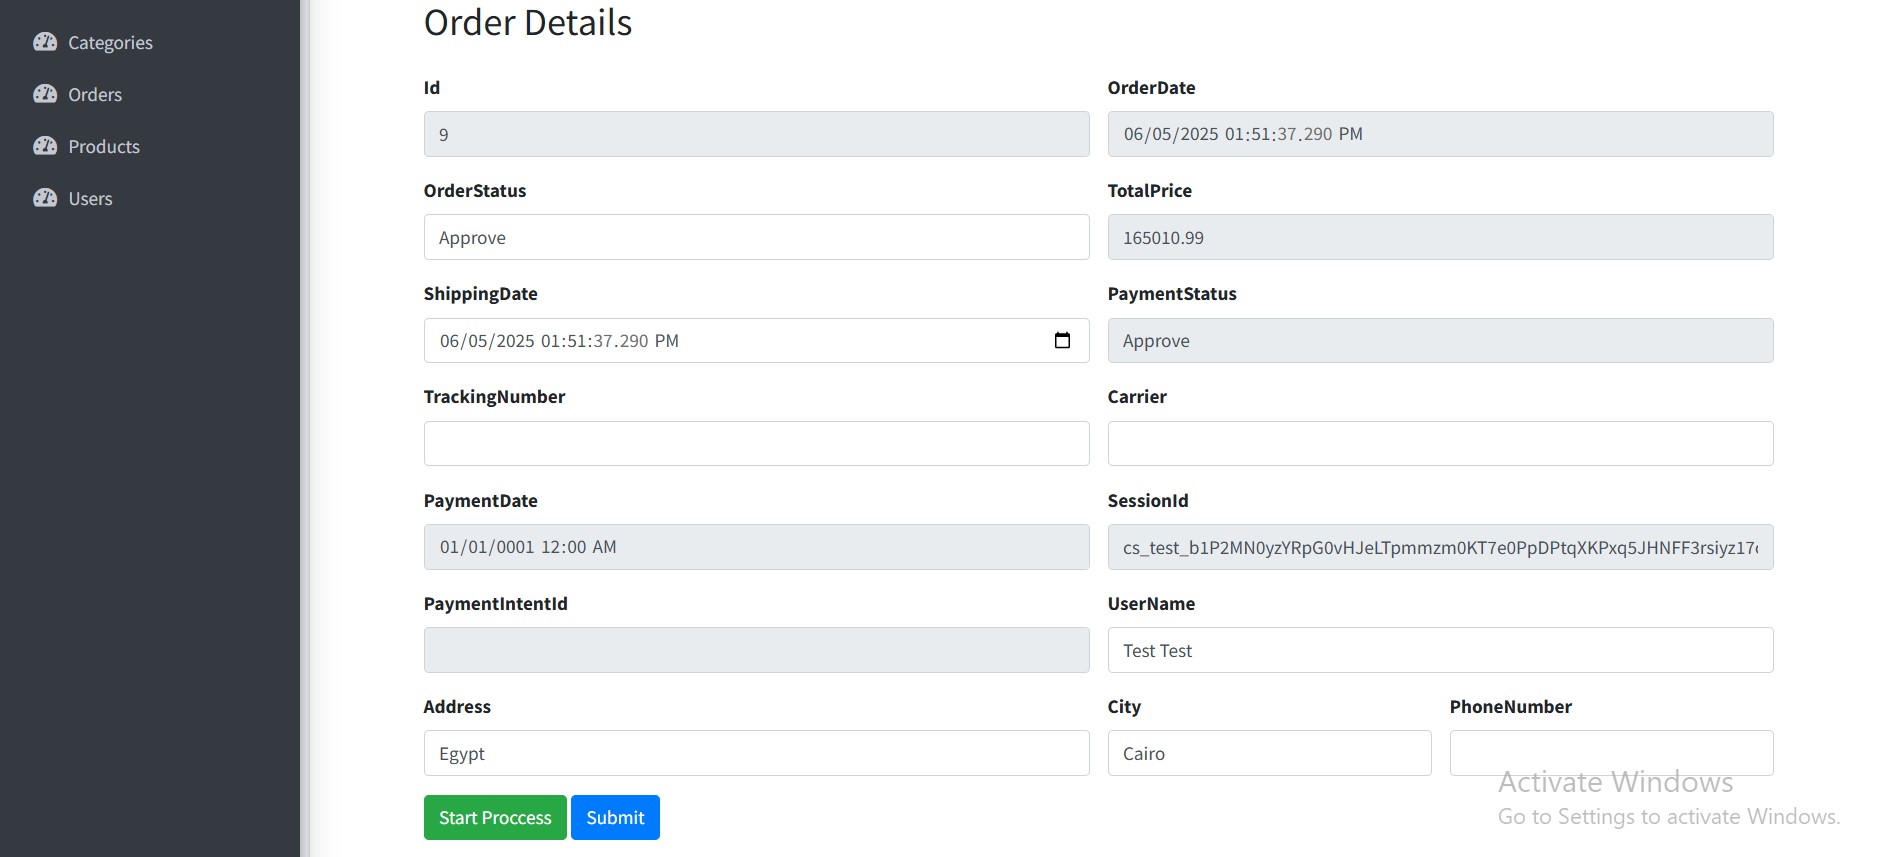 Categories
Orders
Products
Users
Order Details
Id
OrderDate
9
06/05/2025 01:51:37.290 PM
OrderStatus
TotalPrice
Approve
165010.99
ShippingDate
PaymentStatus
06/05/2025 01:51:37.290 PM
Approve
TrackingNumber
Carrier
PaymentDate
SessionId
01/01/0001 12:00 AM
cs_test_b1P2MN0yzYRpG0vHJeLTpmmzm0KT7e0PpDPtqXKPxq5JHNFF3rsiyz17
PaymentIntentId
UserName
Test Test
Address
City
PhoneNumber
Egypt
Cairo
Start Proccess
Submit
Activate Windows
Go to Settings to activate Windows.